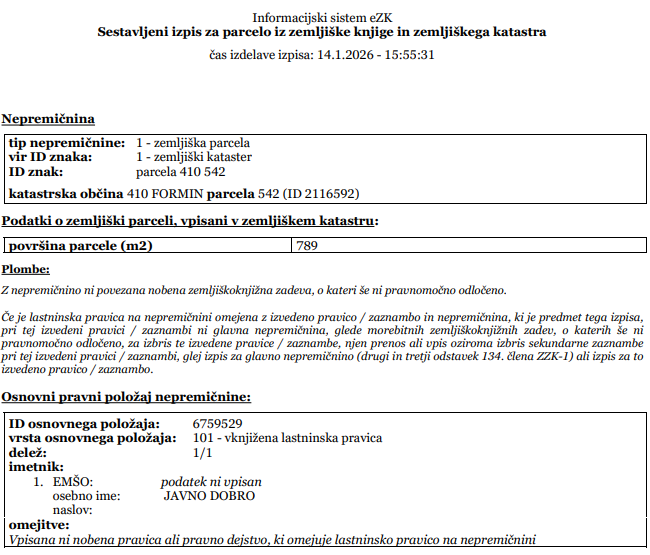 Informacijski sistem eZK
Sestavljeni izpis za parcelo iz zemljiške knjige in zemljiškega katastra
čas izdelave izpisa: 14.1.2026 - 15:55:31
Nepremičnina
tip nepremičnine: 1 - zemljiška parcela
vir ID znaka: 1 - zemljiški kataster
ID znak: parcela 410 542
katastrska občina 410 FORMIN parcela 542 (ID 2116592)
Podatki o zemljiški parceli, vpisani v zemljiškem katastru:
površina parcele (m2) 789
Plombe:
Z nepremičnino ni povezana nobena zemljiškoknjižna zadeva, o kateri še ni pravnomočno odločeno.
Če je lastninska pravica na nepremičnini omejena z izvedeno pravico / zaznambo in nepremičnina, ki je predmet tega izpisa,
pri tej izvedeni pravici / zaznambi ni glavna nepremičnina, glede morebitnih zemljiškoknjižnih zadev, o katerih še ni
pravnomočno odločeno, za izbris te izvedene pravice / zaznambe, njen prenos ali vpis oziroma izbris sekundarne zaznambe
pri tej izvedeni pravici / zaznambi, glej izpis za glavno nepremičnino (drugi in tretji odstavek 134. člena ZZK-1) ali izpis za to
izvedeno pravico / zaznambo.
Osnovni pravni položaj nepremičnine:
ID osnovnega položaja: 6759529
vrsta osnovnega položaja: 101 - vknjižena lastninska pravica
delež: 1/1
imetnik:
1. EMŠO: podatek ni vpisan
osebno ime: JAVNO DOBRO
naslov:
omejitve:
Vpisana ni nobena pravica ali pravno dejstvo, ki omejuje lastninsko pravico na nepremičnini